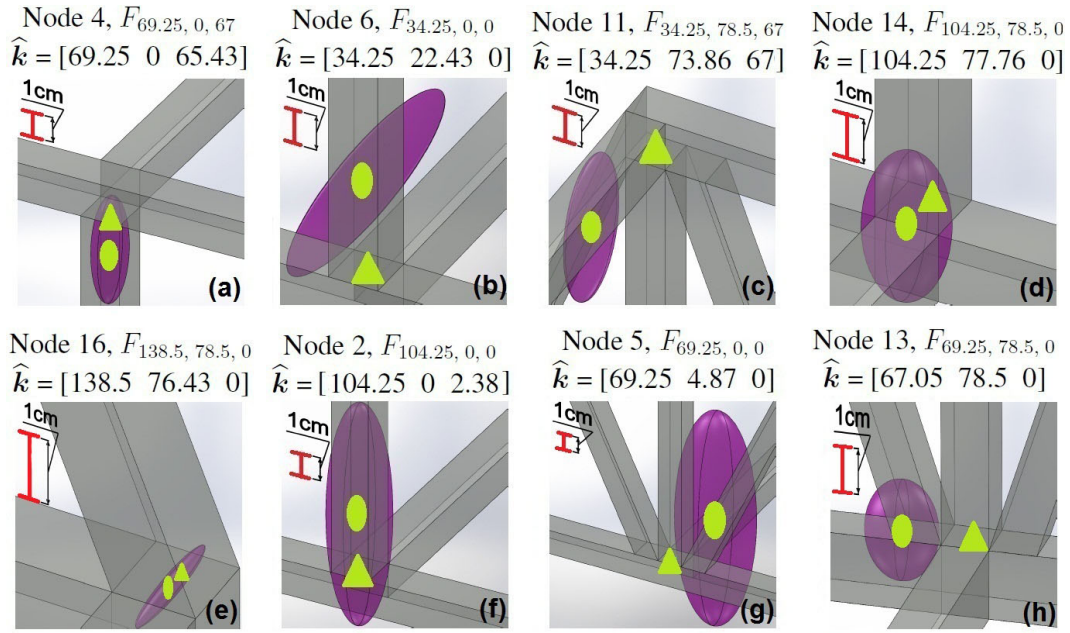 Node 4, F69.25, 0, 67
k̂ = [69.25 0 65.43]
1cm
(a)
Node 6, F34.25, 0, 0
k̂ = [34.25 22.43 0]
1cm
(b)
Node 11, F34.25, 78.5, 67
k̂ = [34.25 73.86 67]
1cm
(c)
Node 14, F104.25, 78.5, 0
k̂ = [104.25 77.76 0]
1cm
(d)
Node 16, F138.5, 78.5, 0
k̂ = [138.5 76.43 0]
1cm
(e)
Node 2, F104.25, 0, 0
k̂ = [104.25 0 2.38]
1cm
(f)
Node 5, F69.25, 0, 0
k̂ = [69.25 4.87 0]
1cm
(g)
Node 13, F69.25, 78.5, 0
k̂ = [67.05 78.5 0]
1cm
(h)